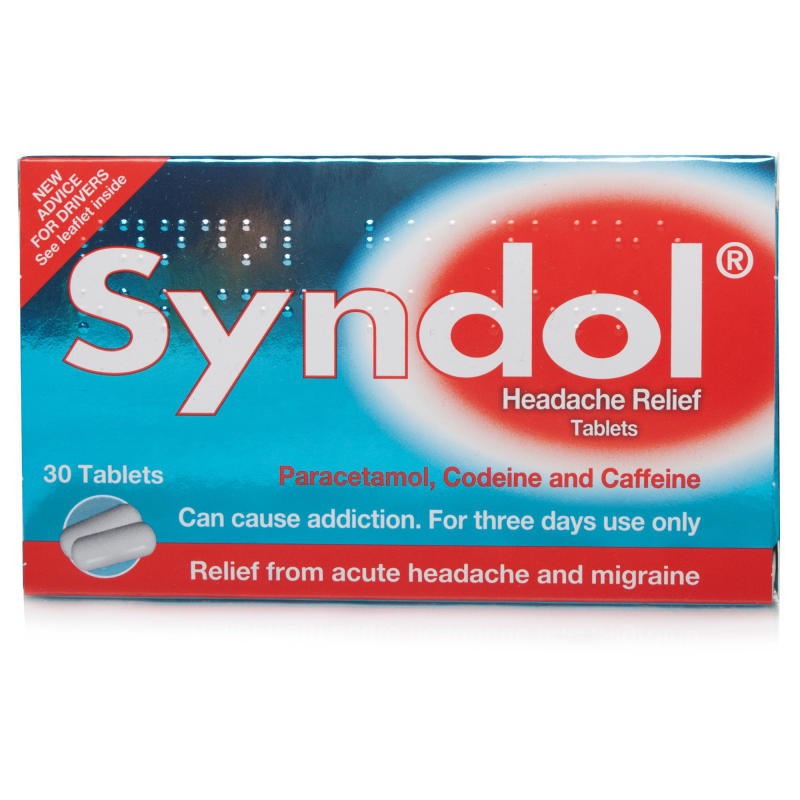 NEW
ADVICE
FOR DRIVERS
See leaflet inside
Syndol®
Headache Relief
Tablets
30 Tablets
Paracetamol, Codeine and Caffeine
Can cause addiction. For three days use only
Relief from acute headache and migraine